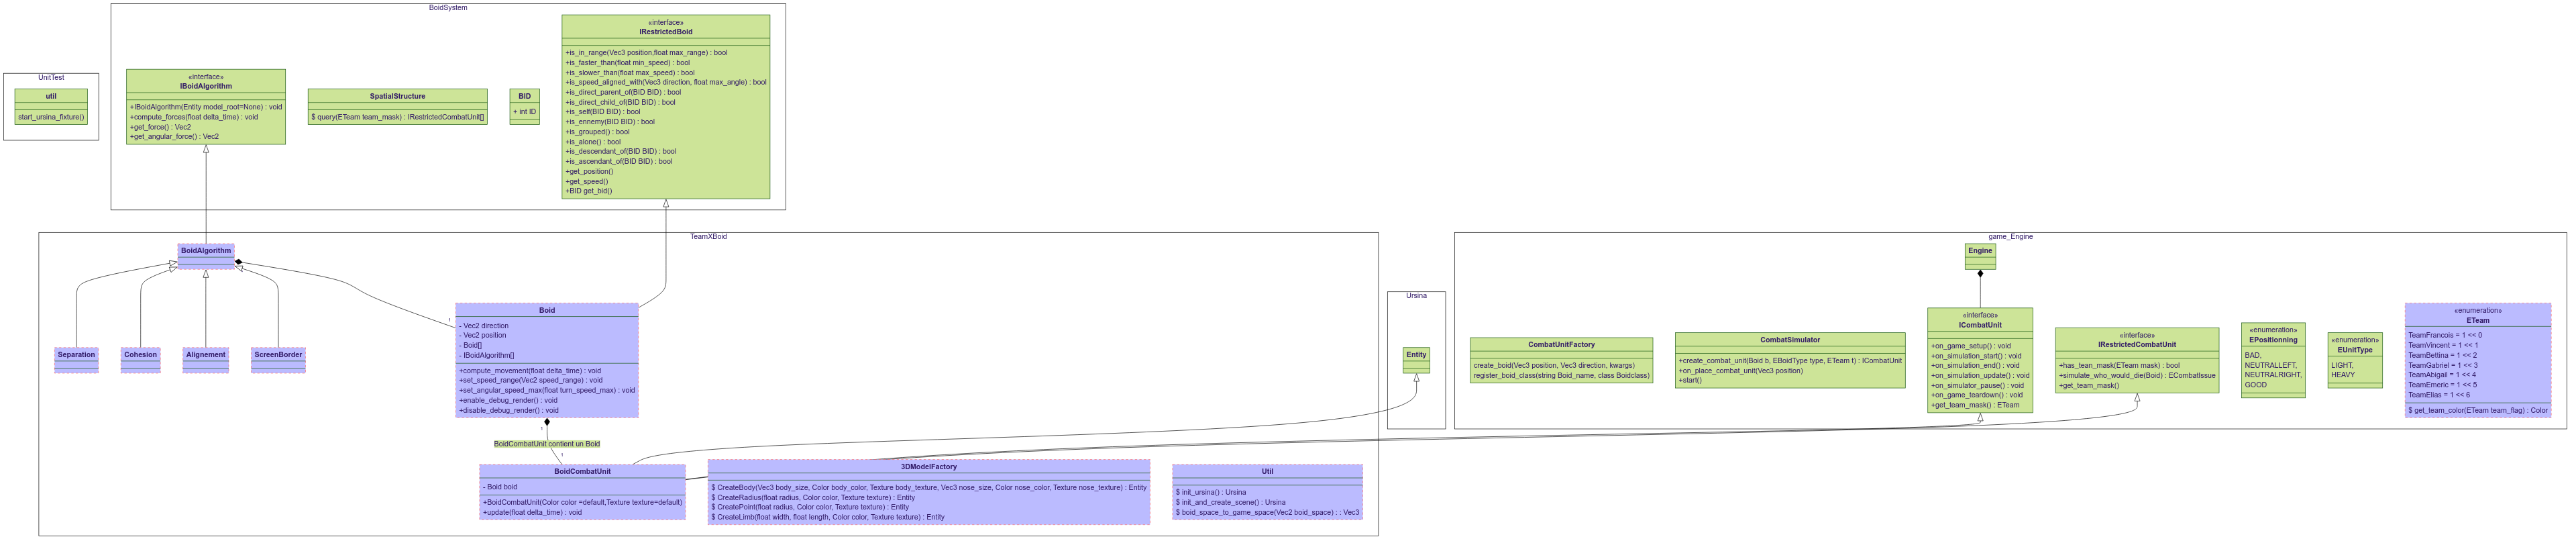 BoidSystem
«interface»
IRestrictedBoid
+is_in_range(Vec3 position,float max_range) : bool
+is_faster_than(float min_speed) : bool
+is_slower_than(float max_speed) : bool
+is_speed_aligned_with(Vec3 direction, float max_angle) : bool
+is_direct_parent_of(BID BID) : bool
+is_direct_child_of(BID BID) : bool
+is_self(BID BID) : bool
+is_ennemy(BID BID) : bool
+is_grouped() : bool
+is_alone() : bool
+is_descendant_of(BID BID) : bool
+is_ascendant_of(BID BID) : bool
+get_position()
+get_speed()
+BID get_bid()
UnitTest
util
start_ursina_fixture()
«interface»
IBoidAlgorithm
+IBoidAlgorithm(Entity model_root=None) : void
+compute_forces(float delta_time) : void
+get_force() : Vec2
+get_angular_force() : Vec2
SpatialStructure
$ query(ETeam team_mask) : IRestrictedCombatUnit[]
BID
+ int ID
TeamXBoid
BoidAlgorithm
Separation
Cohesion
Alignement
ScreenBorder
1
Boid
- Vec2 direction
- Vec2 position
- Boid[]
- IBoidAlgorithm[]
+compute_movement(float delta_time) : void
+set_speed_range(Vec2 speed_range) : void
+set_angular_speed_max(float turn_speed_max) : void
+enable_debug_render() : void
+disable_debug_render() : void
1
BoidCombatUnit contient un Boid
1
BoidCombatUnit
- Boid boid
+BoidCombatUnit(Color color =default,Texture texture=default)
+update(float delta_time) : void
3DModelFactory
$ CreateBody(Vec3 body_size, Color body_color, Texture body_texture, Vec3 nose_size, Color nose_color, Texture nose_texture) : Entity
$ CreateRadius(float radius, Color color, Texture texture) : Entity
$ CreatePoint(float radius, Color color, Texture texture) : Entity
$ CreateLimb(float width, float length, Color color, Texture texture) : Entity
Util
$ init_ursina() : Ursina
$ init_and_create_scene() : Ursina
$ boid_space_to_game_space(Vec2 bold_space) : : Vec3
Ursina
Entity
game_Engine
Engine
CombatUnitFactory
create_boid(Vec3 position, Vec3 direction, kwargs)
register_boid_class(string Boid_name, class Boidclass)
CombatSimulator
+create_combat_unit(Boid b, EBoidType type, ETeam t) : ICombatUnit
+on_place_combat_unit(Vec3 position)
+start()
«interface»
ICombatUnit
+on_game_setup() : void
+on_simulation_start() : void
+on_simulation_end() : void
+on_simulation_update() : void
+on_simulator_pause() : void
+on_game_teardown() : void
+get_team_mask() : ETeam
«interface»
IRestrictedCombatUnit
+has_tean_mask(ETeam mask) : bool
+simulate_who_would_die(Boid) : ECombatIssue
+get_team_mask()
«enumeration»
EPositionning
BAD,
NEUTRALLEFT,
NEUTRALRIGHT,
GOOD
«enumeration»
EUnitType
LIGHT,
HEAVY
«enumeration»
ETeam
TeamFrancois = 1 << 0
TeamVincent = 1 << 1
TeamBettina = 1 << 2
TeamGabriel = 1 << 3
TeamAbigail = 1 << 4
TeamEmeric = 1 << 5
TeamElias = 1 << 6
$ get_team_color(ETeam team_flag) : Color